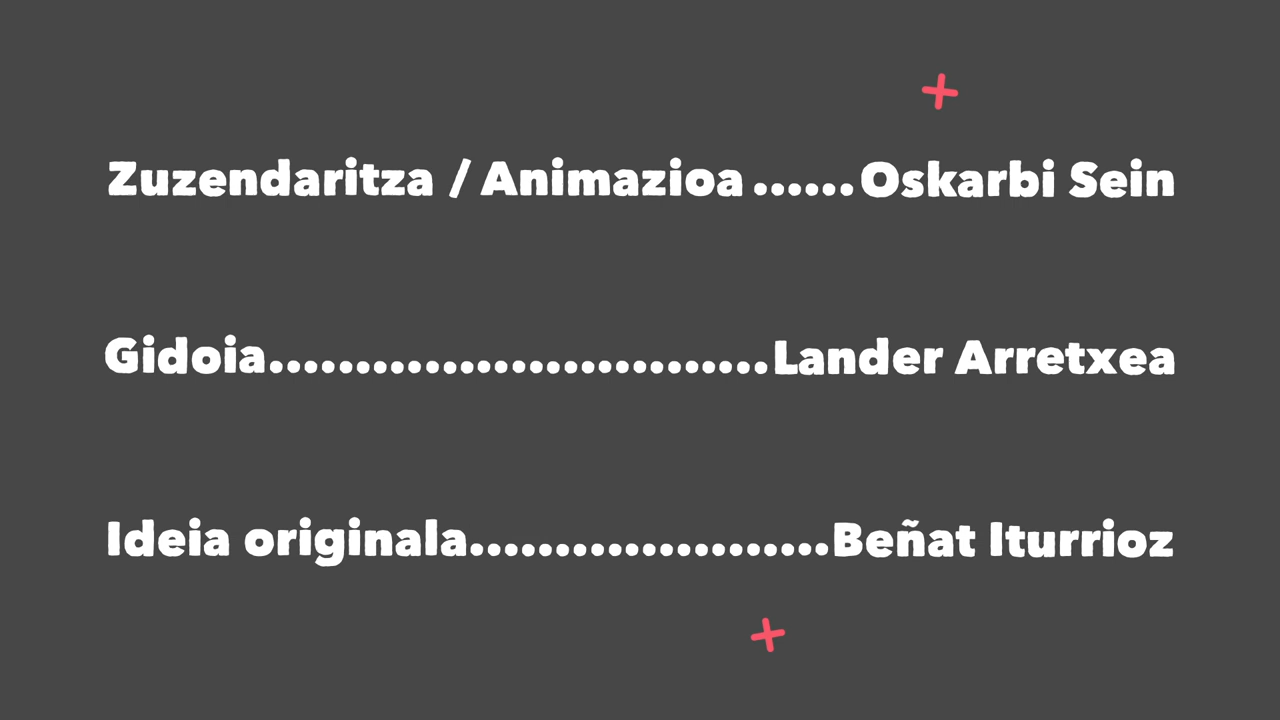 Zuzendaritza / Animazioa ......Oskarbi Sein
Gidoia.............................Lander Arretxea
Ideia originala.....................Beñat Iturrioz